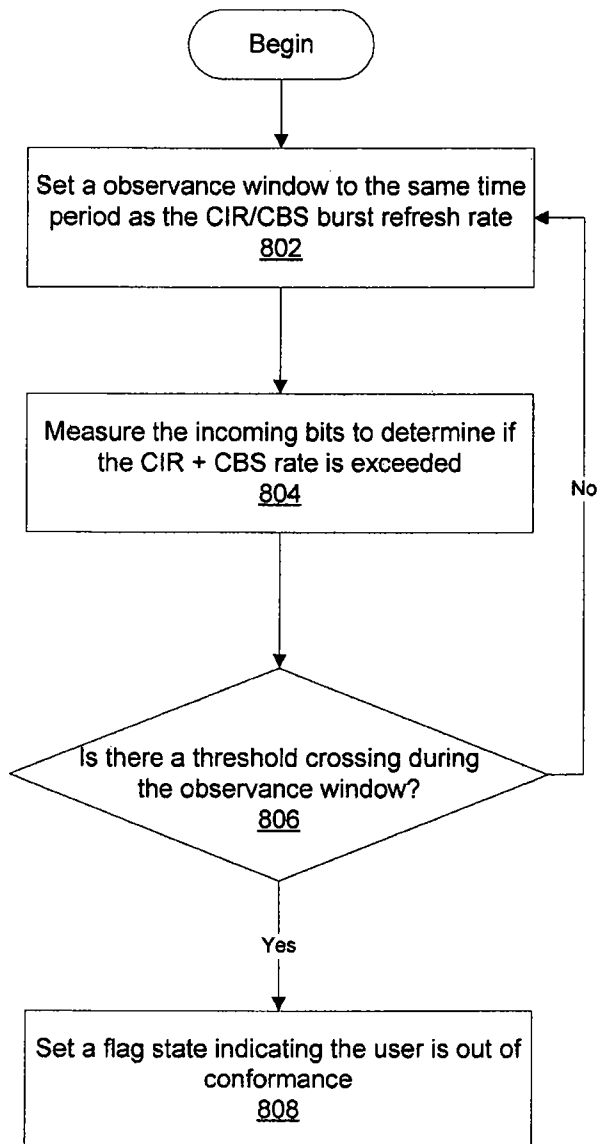 Begin
Set a observance window to the same time
period as the CIR/CBS burst refresh rate
802
Measure the incoming bits to determine if
the CIR + CBS rate is exceeded
804
No
Is there a threshold crossing during
the observance window?
806
Yes
Set a flag state indicating the user is out of
conformance
808